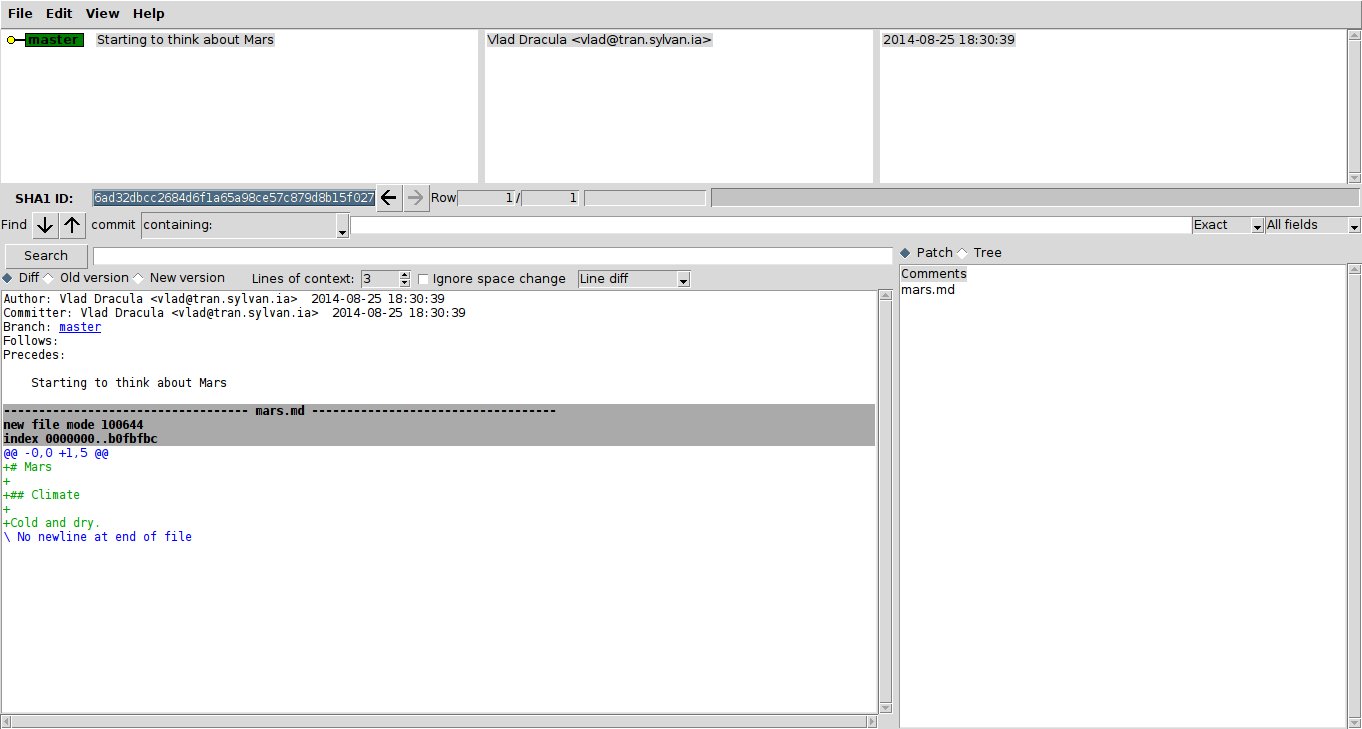 File Edit View Help
master Starting to think about Mars Vlad Dracula <vlad@tran.sylvan.ia> 2014-08-25 18:30:39
SHA1 ID: 6ad32dbcc2684d6f1a65a98ce57c879d8b15f027 Row 1 / 1
Find commit containing: Exact All fields
Search Patch Tree
Diff Old version New version Lines of context: 3 Ignore space change Line diff
Comments
mars.md
Author: Vlad Dracula <vlad@tran.sylvan.ia>  2014-08-25 18:30:39
Committer: Vlad Dracula <vlad@tran.sylvan.ia>  2014-08-25 18:30:39
Branch: master
Follows:
Precedes:
Starting to think about Mars
----------------------------------- mars.md -----------------------------------
new file mode 100644
index 0000000..b0fbfbc
@@ -0,0 +1,5 @@
+# Mars
+
+## Climate
+
+Cold and dry.
\ No newline at end of file